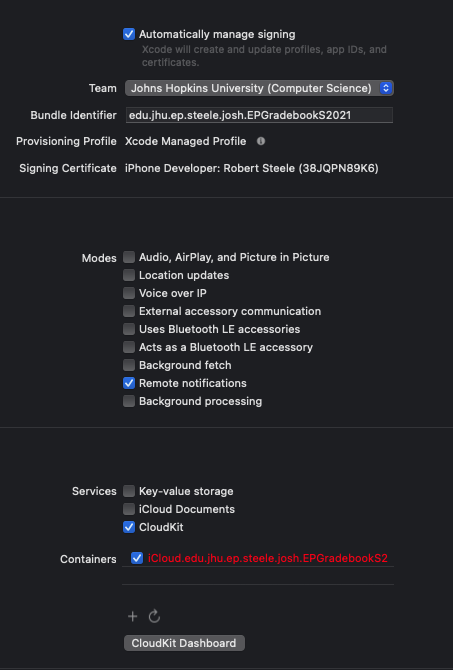 Automatically manage signing
Xcode will create and update profiles, app IDs, and
certificates.
Team Johns Hopkins University (Computer Science)
Bundle Identifier edu.jhu.ep.steele.josh.EPGradebookS2021
Provisioning Profile Xcode Managed Profile
Signing Certificate iPhone Developer: Robert Steele (38JQPN89K6)
Modes Audio, AirPlay, and Picture in Picture
Location updates
Voice over IP
External accessory communication
Uses Bluetooth LE accessories
Acts as a Bluetooth LE accessory
Background fetch
Remote notifications
Background processing
Services Key-value storage
iCloud Documents
CloudKit
Containers iCloud.edu.jhu.ep.steele.josh.EPGradebookS2
CloudKit Dashboard